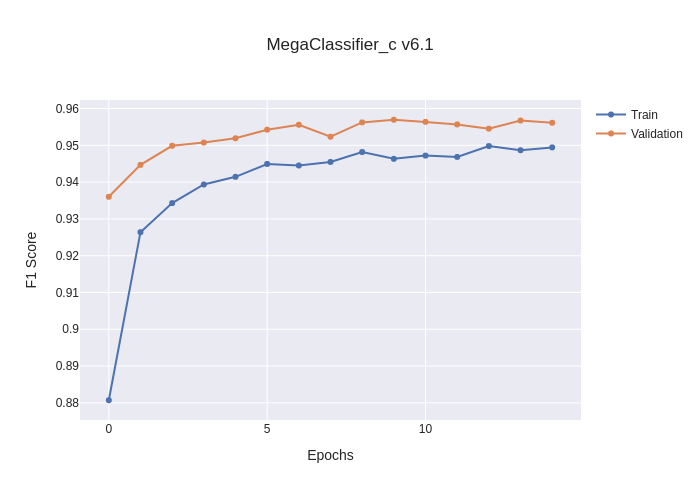 MegaClassifier_c v6.1
0.96
0.95
0.94
0.93
0.92
0.91
0.9
0.89
0.88
F1 Score
0
5
10
Epochs
Train
Validation